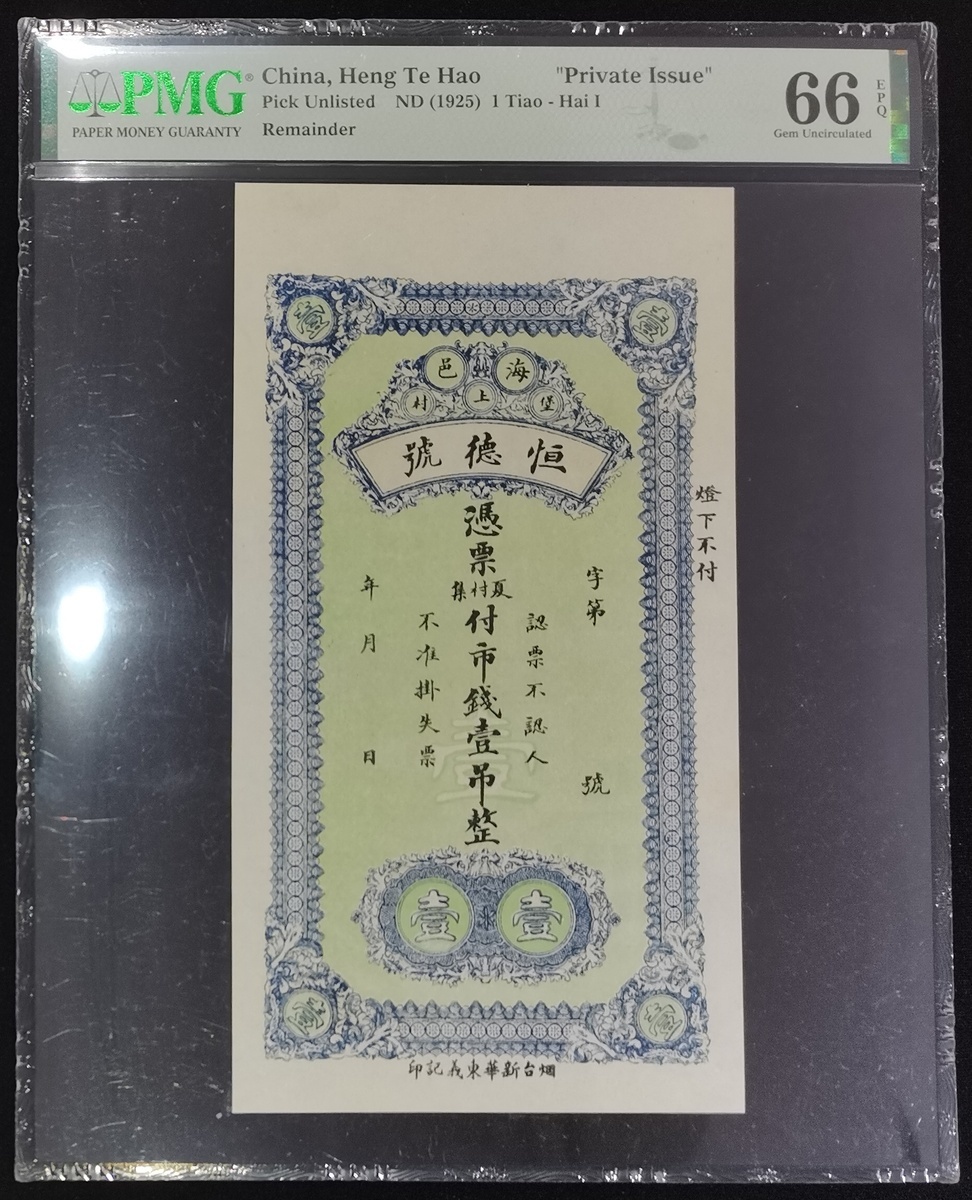 PMG®
PAPER MONEY GUARANTY
China, Heng Te Hao "Private Issue"
Pick Unlisted ND (1925) 1 Tiao - Hai I
Remainder
66 EPQ
Gem Uncirculated
壹 壹
海邑
堡上村
恒德號
燈下不付
字第 號
認票不認人
憑票夏村集付市錢壹吊整
不准掛失票
年 月 日
壹
壹 壹
壹 壹
烟台新華東義記印